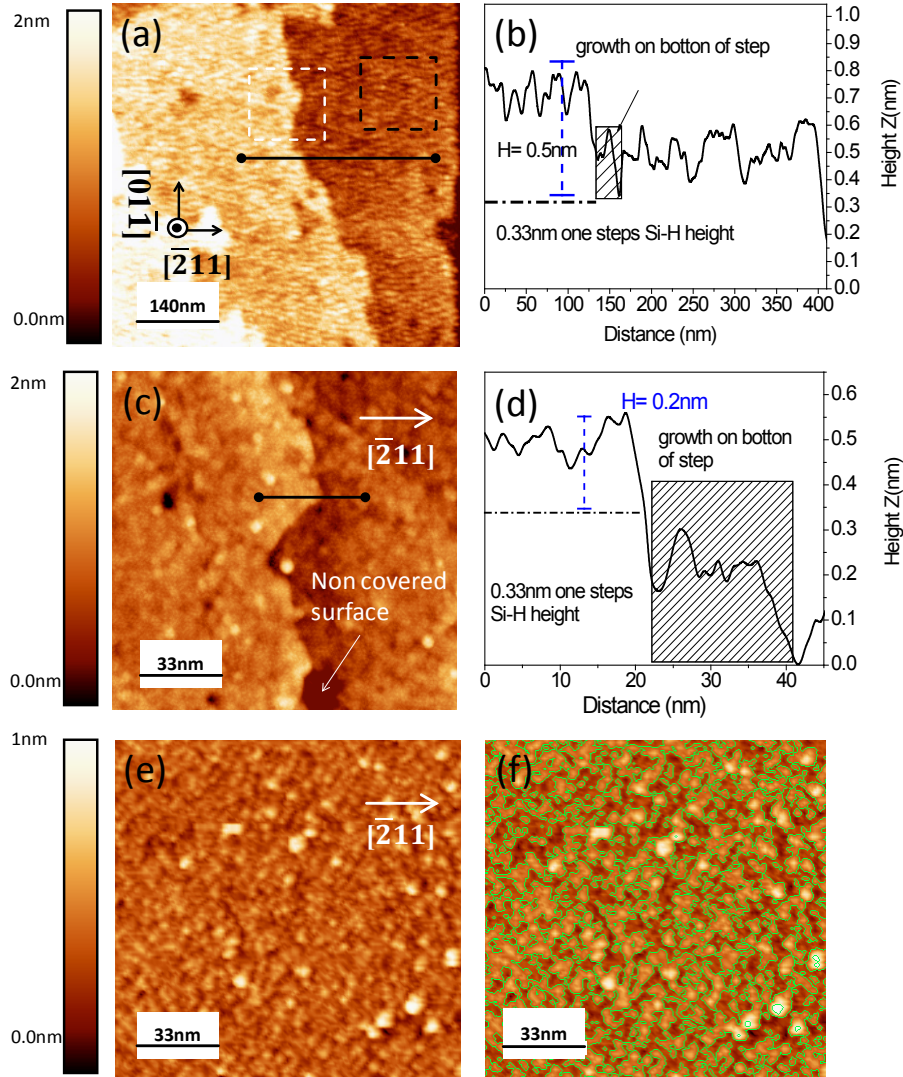 2nm
(a)
[01̄1̄]
[2̄11]
140nm
0.0nm
(b)
growth on botton of step
H= 0.5nm
0.33nm one steps Si-H height
1.0
0.9
0.8
0.7
0.6
0.5
0.4
0.3
0.2
0.1
0.0
Height Z(nm)
0 50 100 150 200 250 300 350 400
Distance (nm)
2nm
(c)
[2̄11]
Non covered
surface
33nm
0.0nm
(d)
H= 0.2nm
growth on botton
of step
0.33nm one steps
Si-H height
0.6
0.5
0.4
0.3
0.2
0.1
0.0
Height Z(nm)
0 10 20 30 40
Distance (nm)
1nm
(e)
[2̄11]
33nm
0.0nm
(f)
33nm